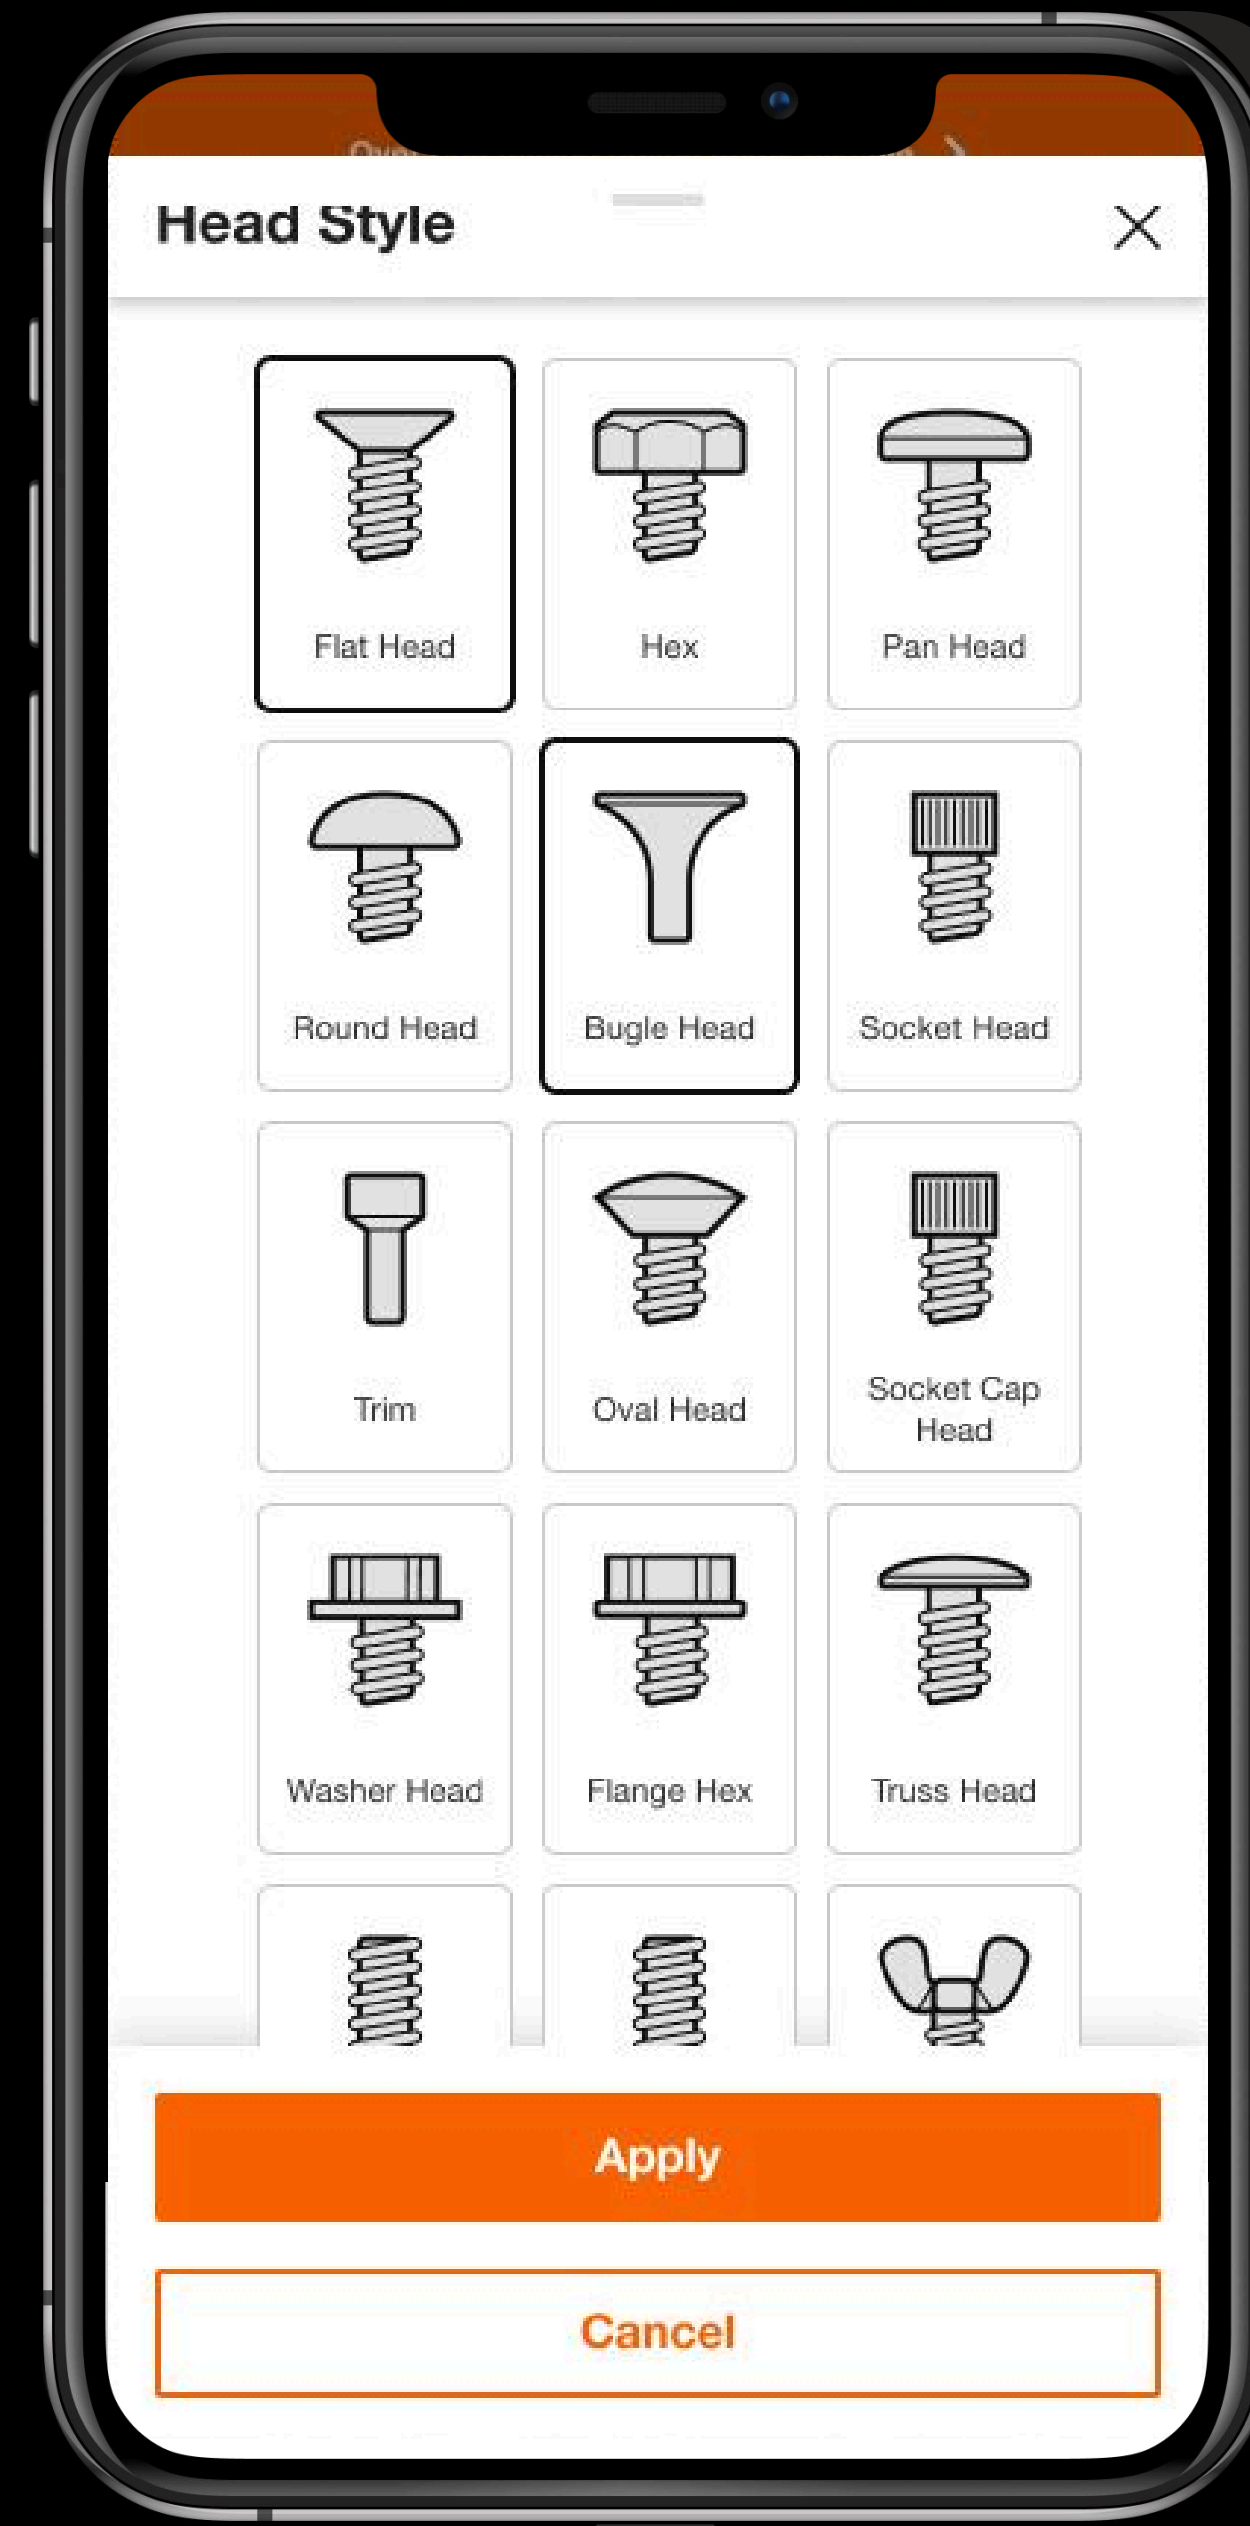 Head Style
Flat Head
Hex
Pan Head
Round Head
Bugle Head
Socket Head
Trim
Oval Head
Socket Cap
Head
Washer Head
Flange Hex
Truss Head
Apply
Cancel